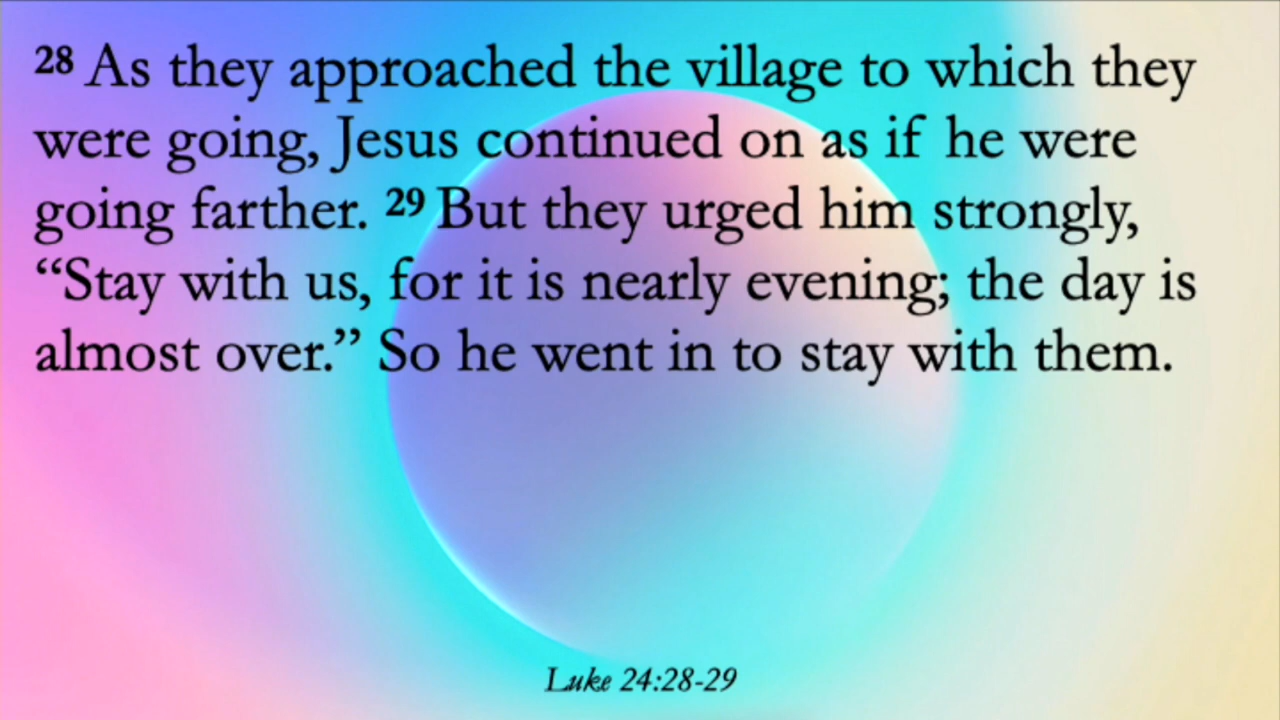 28 As they approached the village to which they
were going, Jesus continued on as if he were
going farther. 29 But they urged him strongly,
“Stay with us, for it is nearly evening; the day is
almost over.” So he went in to stay with them.
Luke 24:28-29